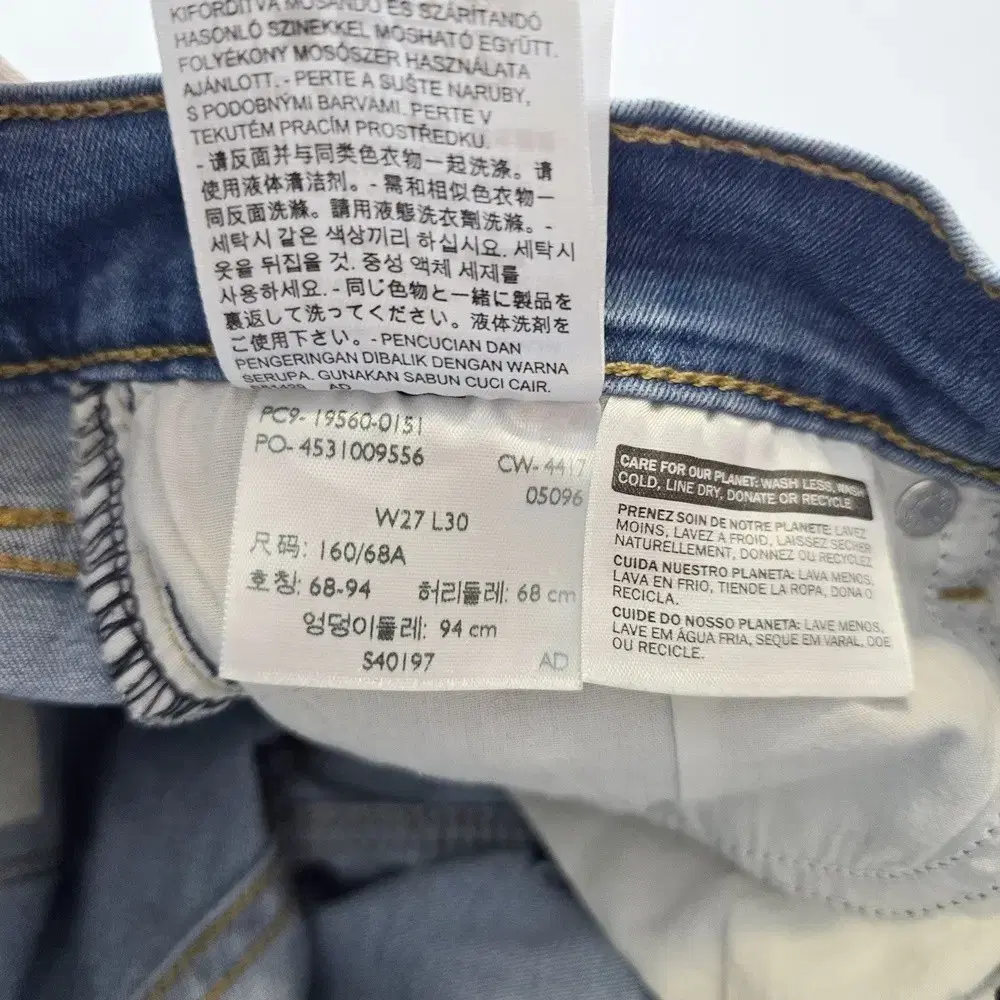 KIFORDÍTVA MOSANDÓ ÉS SZÁRÍTANDÓ
HASONLÓ SZINEKKEL MOSHATÓ EGYÜTT.
FOLYÉKONY MOSÓSZER HASZNÁLATA
AJÁNLOTT. - PERTE A SUŠTE NARUBY,
S PODOBNÝMI BARVAMI. PERTE V
TEKUTÉM PRACÍM PROSTŘEDKU.
- 请反面并与同类色衣物一起洗涤。请
使用液体清洁剂。- 需和相似色衣物一
同反面洗滌。請用液態洗衣劑洗滌。-
세탁시 같은 색상끼리 하십시요. 세탁시
옷을 뒤집을 것. 중성 액체 세제를
사용하세요. - 同じ色物と一緒に製品を
裏返して洗ってください。液体洗剤を
ご使用下さい。- PENCUCIAN DAN
PENGERINGAN DIBALIK DENGAN WARNA
SERUPA. GUNAKAN SABUN CUCI CAIR.
AD
PC9- 19560-0151
PO- 4531009556
CW- 4417
05096
W27 L30
尺码: 160/68A
호칭: 68-94 허리둘레: 68 cm
엉덩이둘레: 94 cm
S40197
AD
CARE FOR OUR PLANET: WASH LESS, WASH
COLD, LINE DRY, DONATE OR RECYCLE
PRENEZ SOIN DE NOTRE PLANETE: LAVEZ
MOINS, LAVEZ A FROID, LAISSEZ SECHER
NATURELLEMENT, DONNEZ OU RECYCLEZ
CUIDA NUESTRO PLANETA: LAVA MENOS,
LAVA EN FRIO, TIENDE LA ROPA, DONA O
RECICLA.
CUIDE DO NOSSO PLANETA: LAVE MENOS,
LAVE EM ÁGUA FRIA, SEQUE EM VARAL, DOE
OU RECICLE.